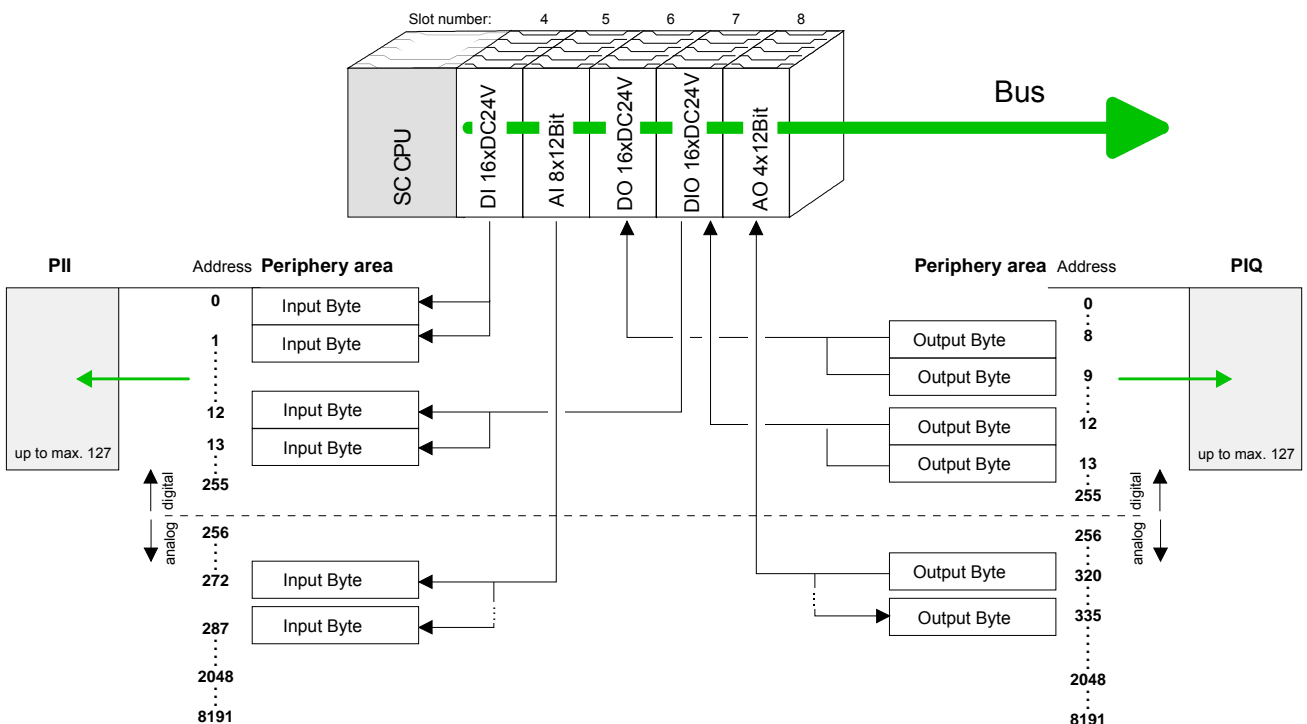 Slot number: 4 5 6 7 8
Bus
SC CPU
DI 16xDC24V
AI 8x12Bit
DO 16xDC24V
DIO 16xDC24V
AO 4x12Bit
PII
Address Periphery area
0 Input Byte
1 Input Byte
12 Input Byte
13 Input Byte
255
up to max. 127
digital
analog
256
272 Input Byte
287 Input Byte
2048
8191
Periphery area Address
PIQ
0
Output Byte 8
Output Byte 9
Output Byte 12
Output Byte 13
255
up to max. 127
digital
analog
256
Output Byte 320
Output Byte 335
2048
8191